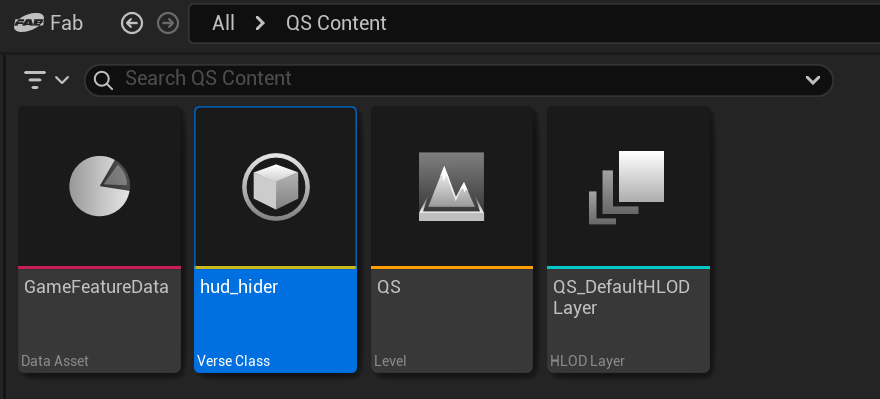 FAB Fab
All QS Content
Search QS Content
GameFeatureData
Data Asset
hud_hider
Verse Class
QS
Level
QS_DefaultHLOD
Layer
HLOD Layer